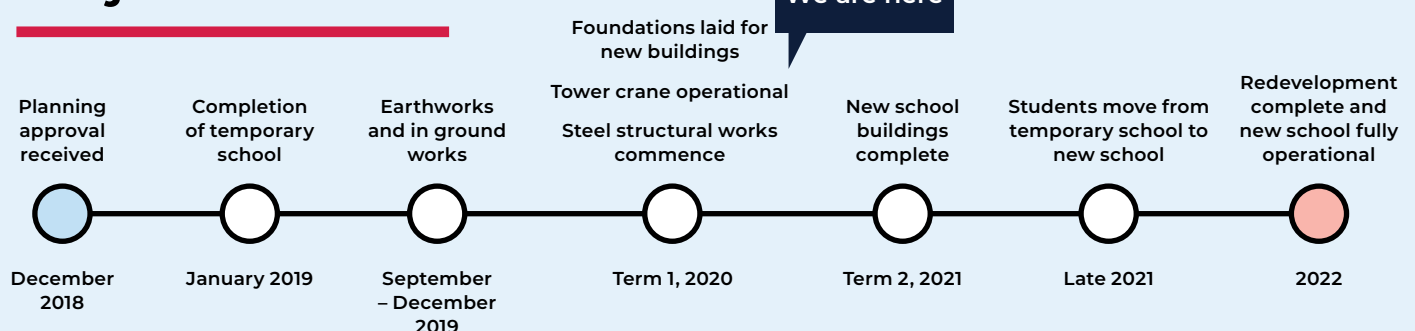 We are here
Foundations laid for
new buildings
Tower crane operational
Steel structural works
commence
Planning
approval
received
Completion
of temporary
school
Earthworks
and in ground
works
New school
buildings
complete
Students move from
temporary school to
new school
Redevelopment
complete and
new school fully
operational
December
2018
January 2019
September
– December
2019
Term 1, 2020
Term 2, 2021
Late 2021
2022